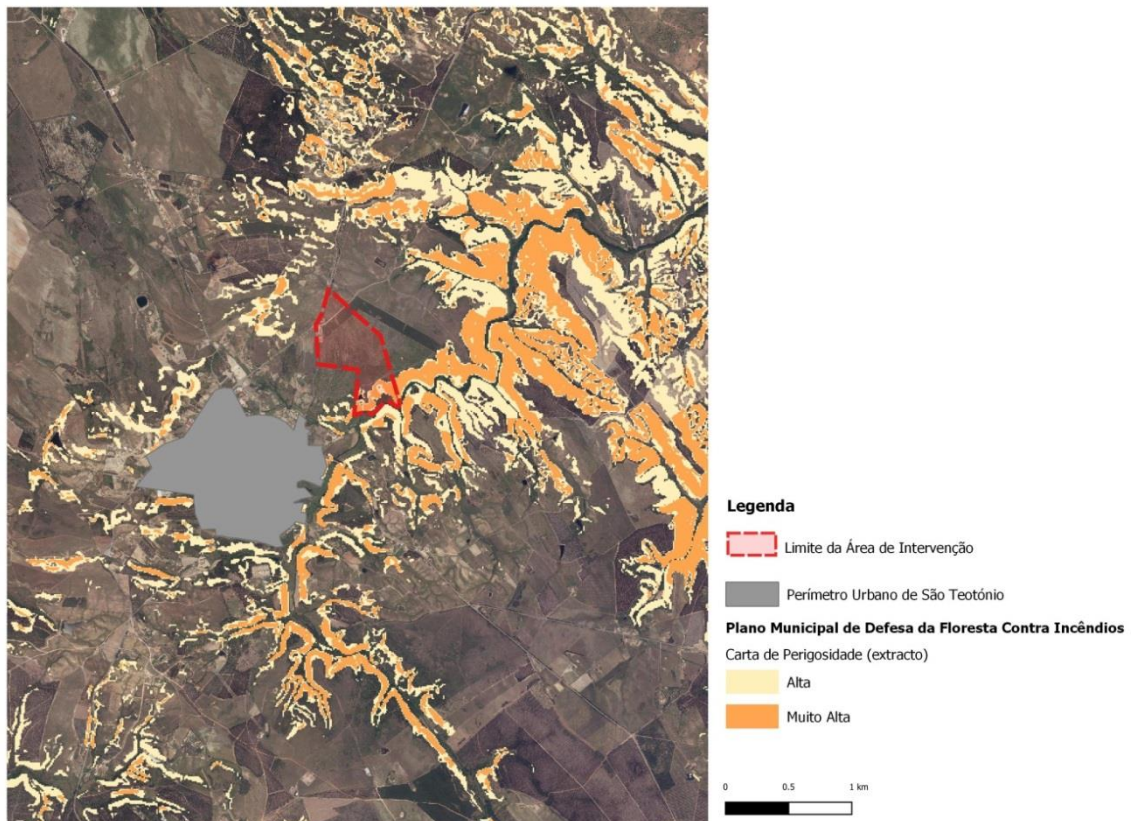 Legenda
Limite da Área de Intervenção
Perímetro Urbano de São Teotónio
Plano Municipal de Defesa da Floresta Contra Incêndios
Carta de Perigosidade (extracto)
Alta
Muito Alta
0 0.5 1 km